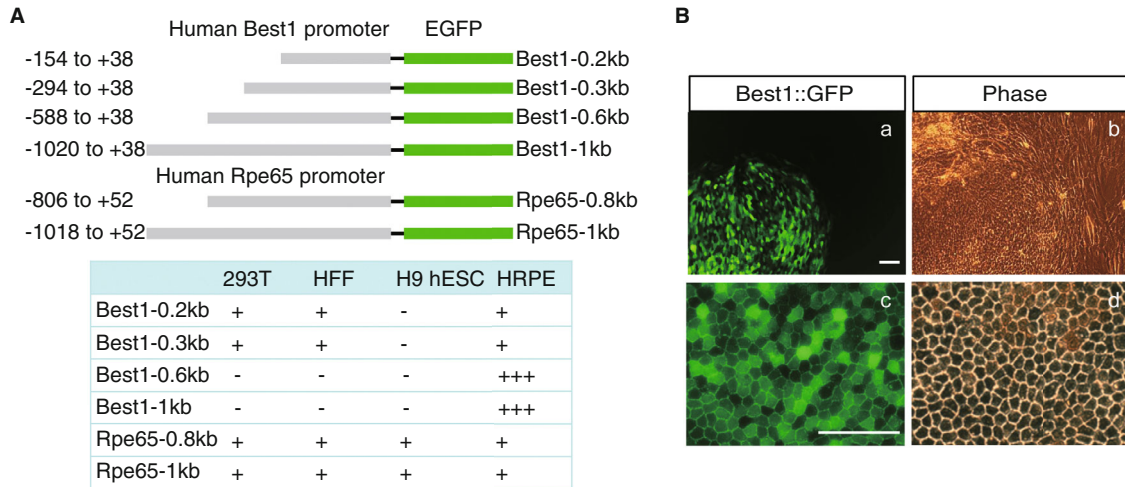 A
Human Best1 promoter EGFP
-154 to +38 Best1-0.2kb
-294 to +38 Best1-0.3kb
-588 to +38 Best1-0.6kb
-1020 to +38 Best1-1kb
Human Rpe65 promoter
-806 to +52 Rpe65-0.8kb
-1018 to +52 Rpe65-1kb
293T HFF H9 hESC HRPE
Best1-0.2kb + + - +
Best1-0.3kb + + - +
Best1-0.6kb - - - +++
Best1-1kb - - - +++
Rpe65-0.8kb + + + +
Rpe65-1kb + + + +
B
Best1::GFP Phase
a b
c d